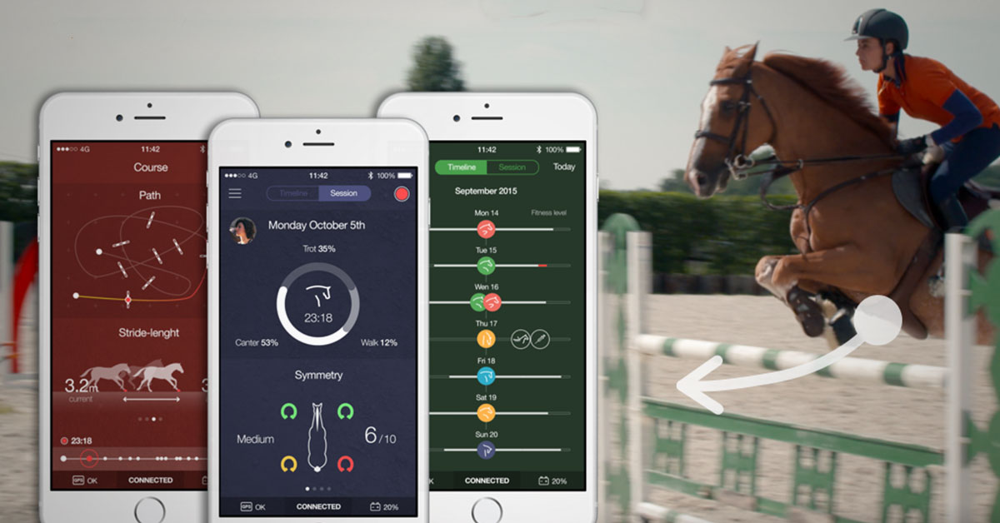 4G 11:42
Course
Path
Stride-lenght
3.2m
current
23:18
GPS OK CONNECTED
4G 11:42 100%
Timeline Session
Monday October 5th
Trot 35%
23:18
Canter 53% Walk 12%
Symmetry
Medium 6/10
GPS OK CONNECTED 20%
11:42 100%
Timeline Session Today
September 2015
Mon 14 Fitness level
Tue 15
Wen 16
Thu 17
Fri 18
Sat 19
Sun 20
CONNECTED 20%